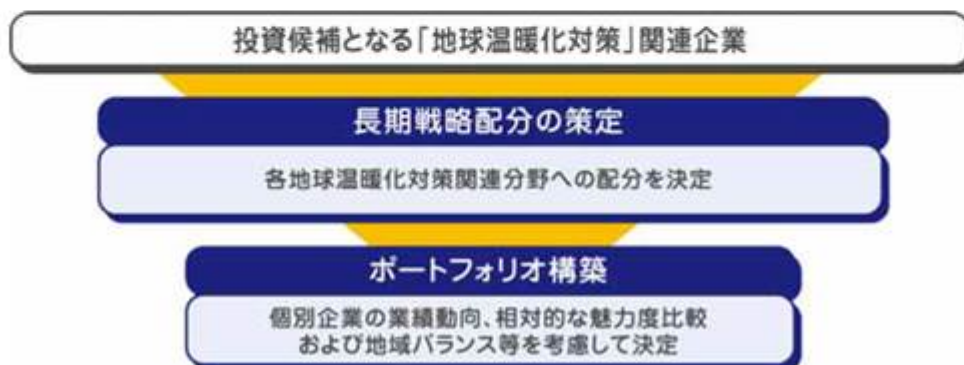 投資候補となる「地球温暖化対策」関連企業
長期戦略配分の策定
各地球温暖化対策関連分野への配分を決定
ポートフォリオ構築
個別企業の業績動向、相対的な魅力度比較
および地域バランス等を考慮して決定